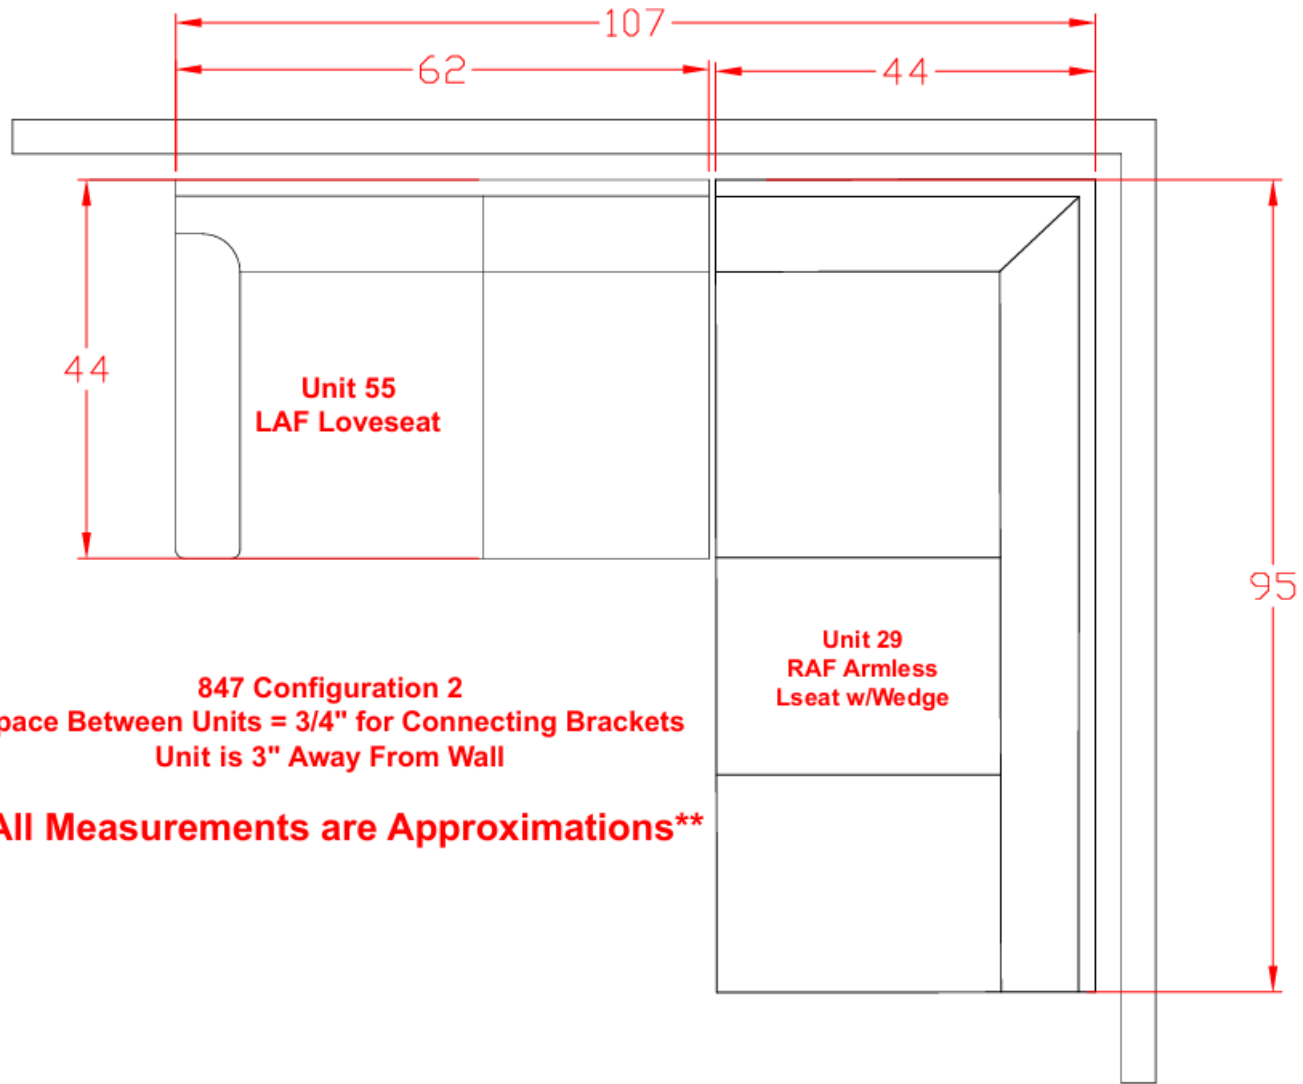 107
62
44
44
Unit 55
LAF Loveseat
95
Unit 29
RAF Armless
Lseat w/Wedge
847 Configuration 2
pace Between Units = 3/4" for Connecting Brackets
Unit is 3" Away From Wall
All Measurements are Approximations**